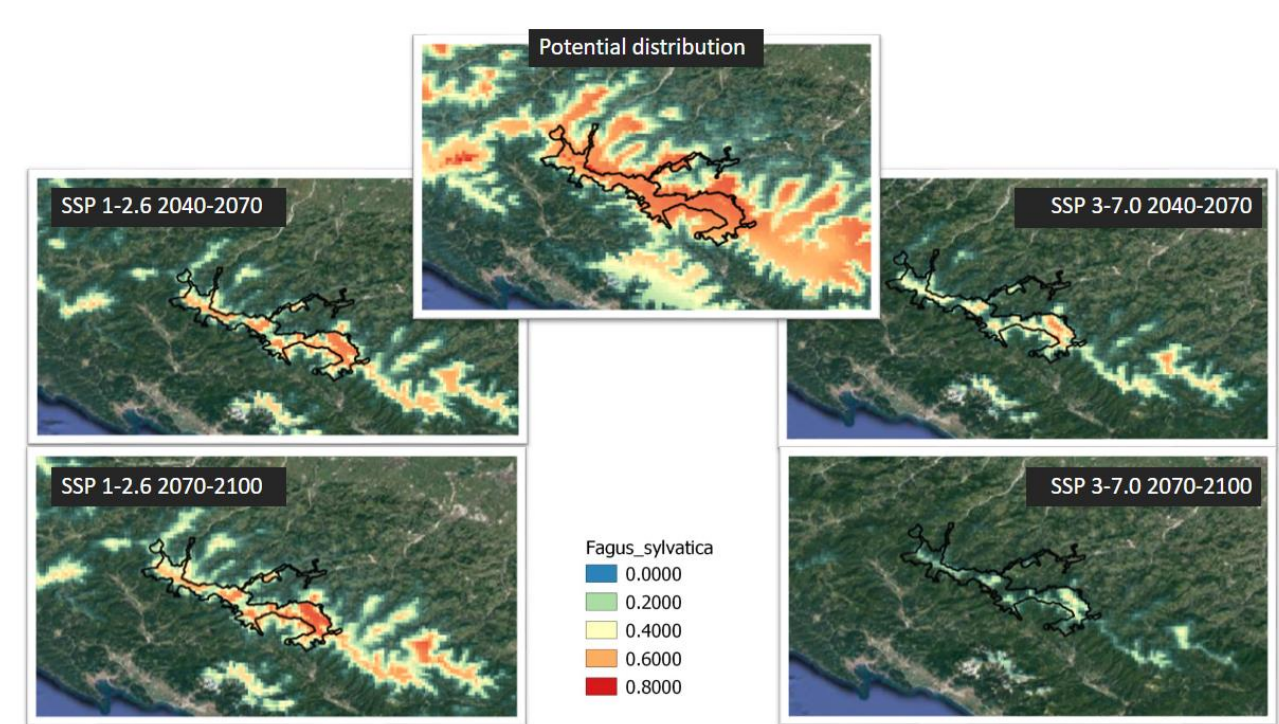 Potential distribution
SSP 1-2.6 2040-2070
SSP 3-7.0 2040-2070
SSP 1-2.6 2070-2100
SSP 3-7.0 2070-2100
Fagus_sylvatica
0.0000
0.2000
0.4000
0.6000
0.8000